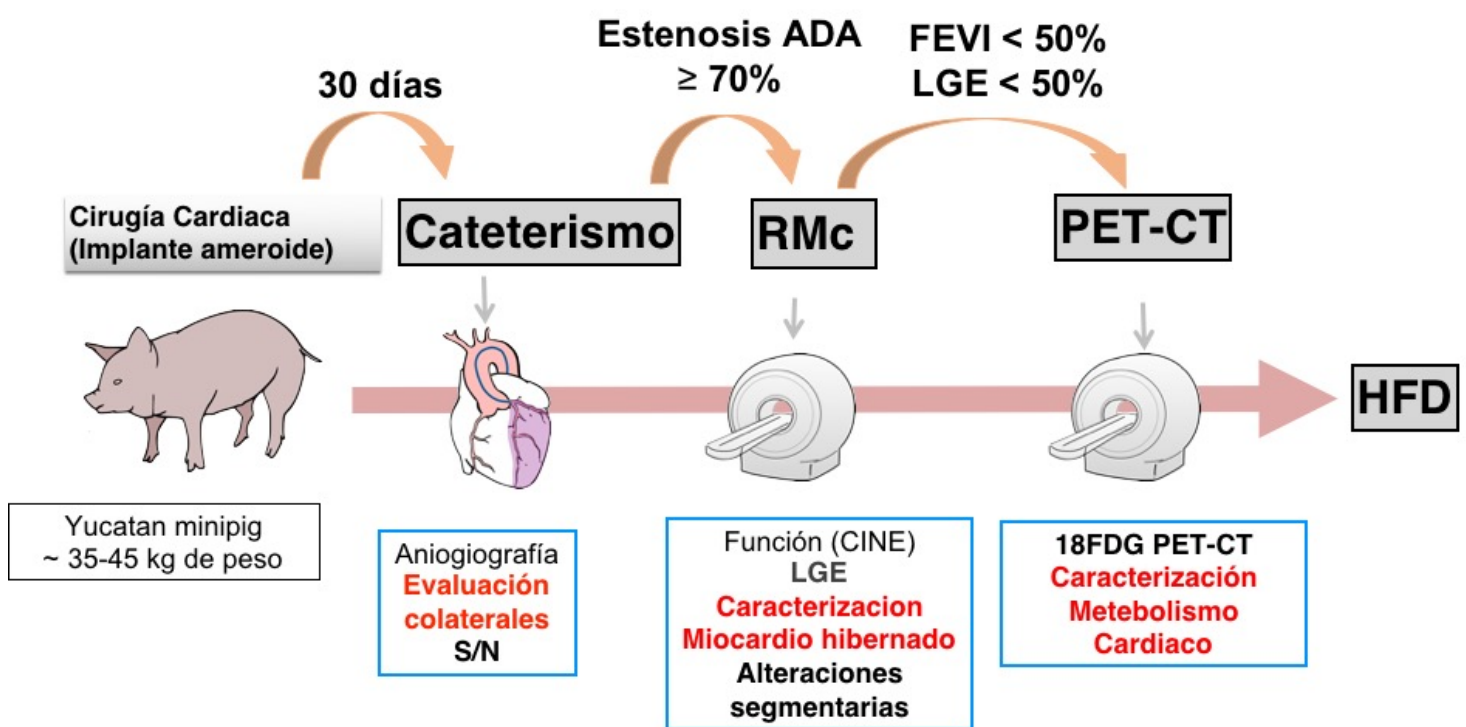 30 días
Estenosis ADA
≥ 70%
FEVI < 50%
LGE < 50%
Cirugía Cardiaca
(Implante ameroide)
Cateterismo
RMc
PET-CT
HFD
Yucatan minipig
~ 35-45 kg de peso
Aniogiografía
Evaluación
colaterales
S/N
Función (CINE)
LGE
Caracterizacion
Miocardio hibernado
Alteraciones
segmentarias
18FDG PET-CT
Caracterización
Metebolismo
Cardiaco